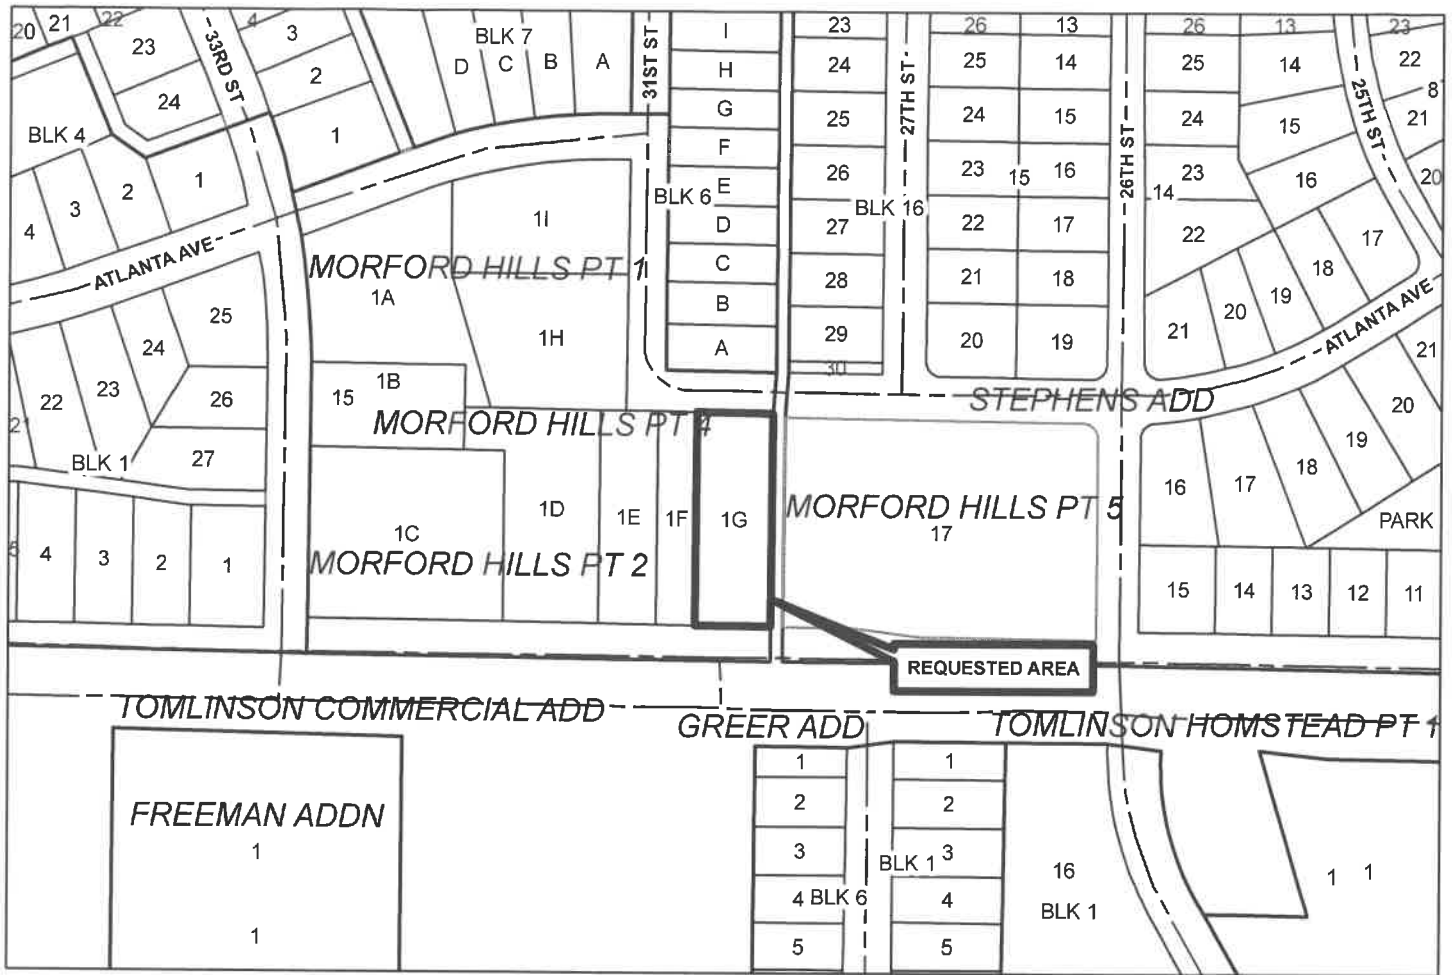 20
21
22
23
24
33RD ST
4
3
2
1
BLK 7
D
C
B
A
31ST ST
I
H
G
F
E
D
C
B
A
BLK 6
23
24
25
26
27
28
29
30
27TH ST
BLK 16
26
25
24
23
22
21
20
15
13
14
15
16
17
18
19
26TH ST
26
25
24
23
14
22
21
20
19
18
17
13
14
15
16
25TH ST
23
22
8
21
20
BLK 4
4
3
2
1
ATLANTA AVE
25
24
23
22
21
26
27
BLK 1
4
3
2
1
MORFORD HILLS PT 1
1I
1A
1H
1B
15
MORFORD HILLS PT 4
1C
1D
1E
1F
1G
MORFORD HILLS PT 2
STEPHENS ADD
MORFORD HILLS PT 5
17
ATLANTA AVE
21
20
19
18
17
16
PARK
15
14
13
12
11
REQUESTED AREA
TOMLINSON COMMERCIAL ADD
GREER ADD
TOMLINSON HOMSTEAD PT 1
FREEMAN ADDN
1
1
1
2
3
4
5
BLK 6
1
2
BLK 1
3
4
5
16
BLK 1
1
1